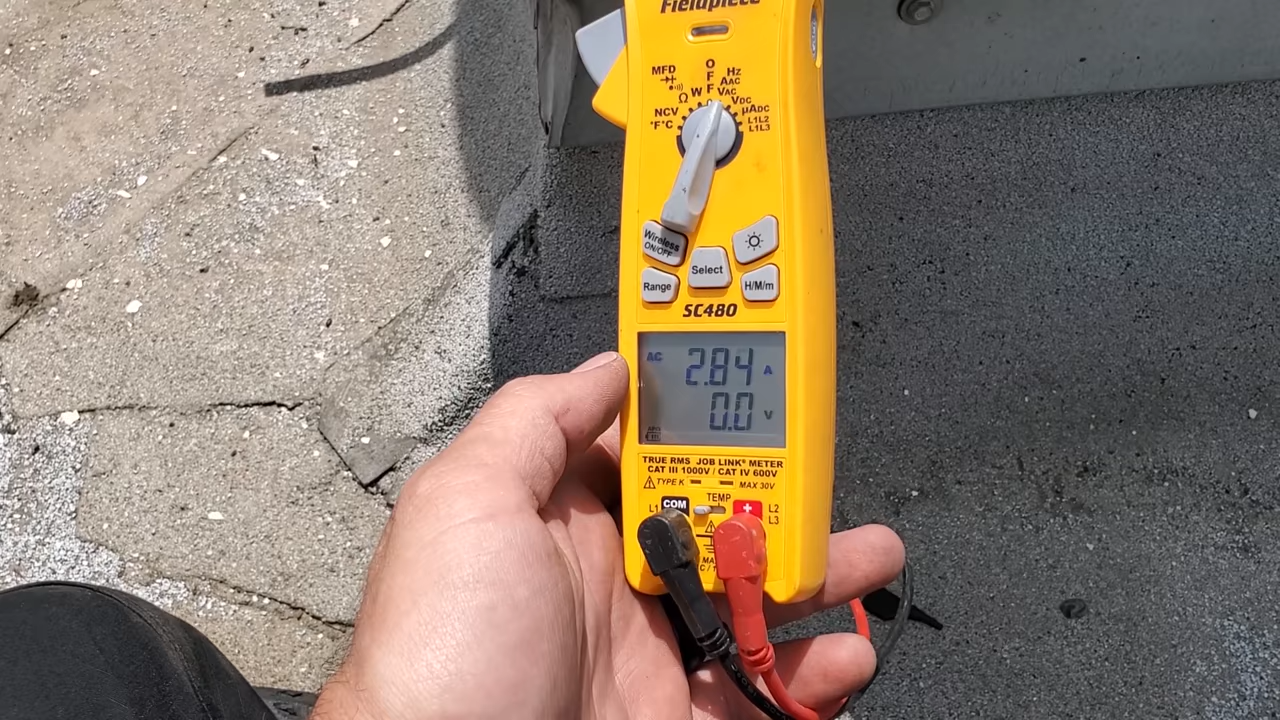 Fieldpiece
O
F
F
MFD
Hz
AAC
W
VAC
Ω
VDC
NCV
µADC
°F°C
L1L2
L1L3
Wireless
ON/OFF
Select
Range
H/M/m
SC480
AC 2.84 A
0.0 V
TRUE RMS JOB LINK® METER
CAT III 1000V / CAT IV 600V
TYPE K MAX 30V
TEMP
L1 COM + L2
L3